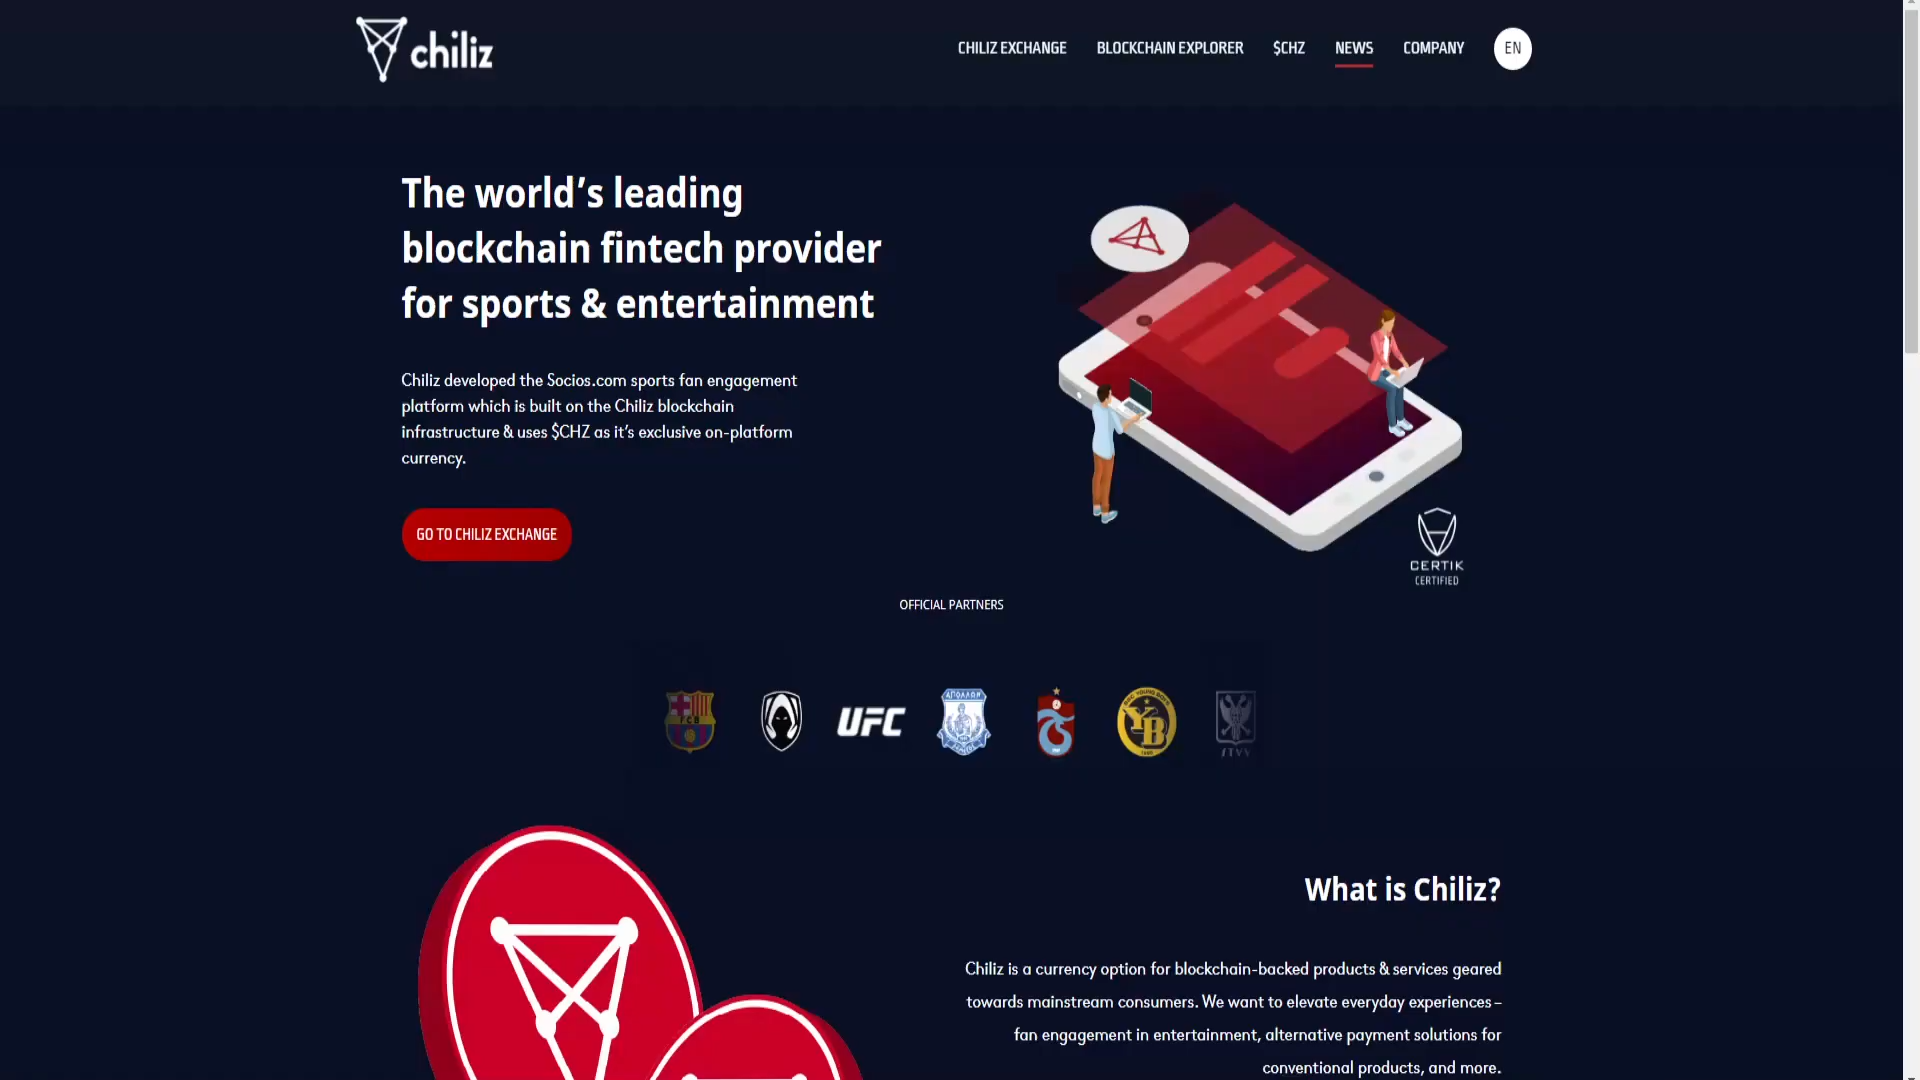 chiliz
CHILIZ EXCHANGE
BLOCKCHAIN EXPLORER
$CHZ
NEWS
COMPANY
EN
The world’s leading
blockchain fintech provider
for sports & entertainment
Chiliz developed the Socios.com sports fan engagement
platform which is built on the Chiliz blockchain
infrastructure & uses $CHZ as it’s exclusive on-platform
currency.
GO TO CHILIZ EXCHANGE
CERTIK
CERTIFIED
OFFICIAL PARTNERS
FCB
UFC
ΑΠΟΛΛΩΝ
YB
STVV
What is Chiliz?
Chiliz is a currency option for blockchain-backed products & services geared
towards mainstream consumers. We want to elevate everyday experiences –
fan engagement in entertainment, alternative payment solutions for
conventional products, and more.